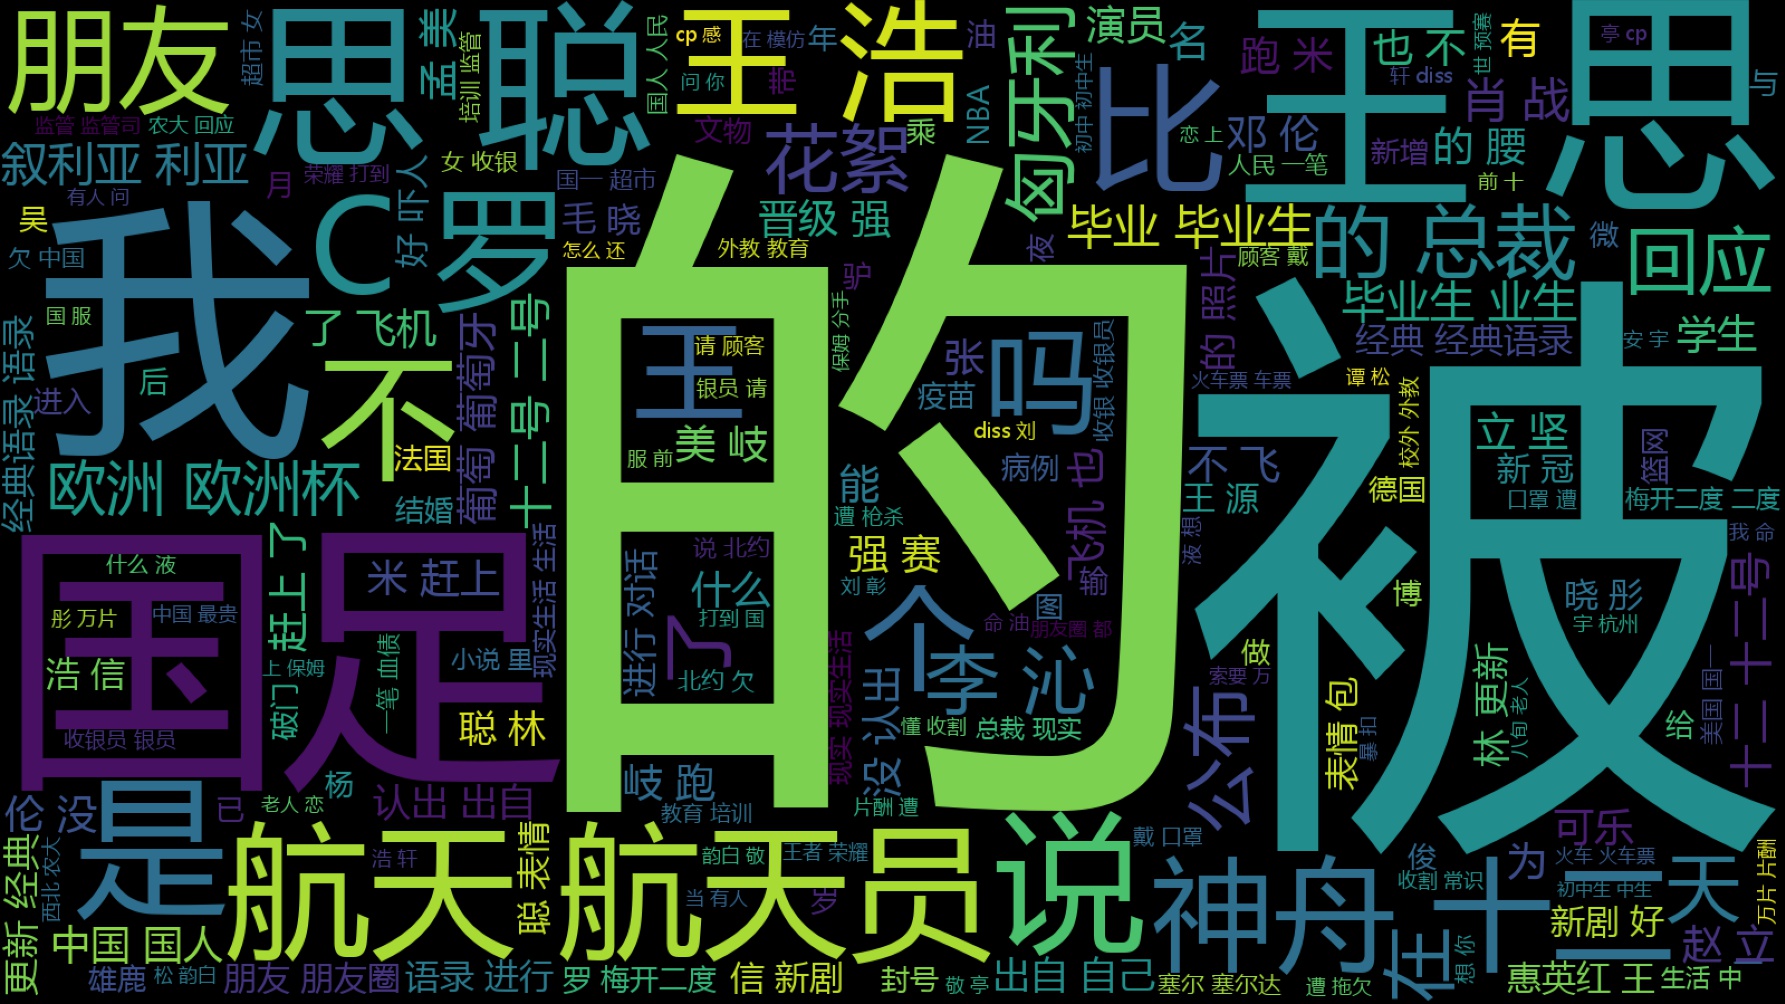 朋友
超市 女
思聪
孟 美
培训 监管
国人 人民
cp 感
在 模仿
年
王 浩
问 你
油
演员
名
匈牙利
跑 米
也 不
世 预赛
有
亭 cp
王 思
轩 diss
肖 战
与
监管 监管司
农大 回应
文物
花絮
乘
NBA
初中 初中生
比
恋 上
邓 伦
人民 一笔
新增
的 腰
前 十
叙利亚 利亚
月
荣耀 打到
好 吓人
女 收银
国一 超市
有人 问
吴
我
C 罗
毛 晓
晋级 强
毕业 毕业生
的 总裁
微
回应
欠 中国
怎么 还
外教 教育
夜
顾客 戴
驴
的
被
国 服
了 飞机
葡萄 葡萄牙
十二号 二号
保姆 分手
的 照片
毕业生 业生
经典 经典语录
安 宇
学生
经典语录 语录
后
进入
不
法国
王
请 顾客
银员 请
美 岐
服 前
张
疫苗
吗
收银 收银员
diss 刘
火车票 车票
谭 松
校外 外教
立 坚
新 冠
篮网
欧洲 欧洲杯
结婚
能
病例
飞机 也
不 飞
王 源
德国
口罩 遭
梅开二度 二度
遭 枪杀
国足
什么 液
赶上 了
米 赶上
现实生活 生活
进行 对话
说 北约
什么
打到 国
强 赛
刘 彰
输
液 想
我 命
十二 十二号
彤 万片
中国 最贵
了
北约 欠
个
命 油
朋友圈 都
博
晓 彤
宇 杭州
浩 信
上 保姆
一笔 血债
小说 里
现实 现实生活
没 认出
李 沁
做
索要 万
收银员 银员
破门
聪 林
懂 收割
总裁 现实
公布
表情 包
暴 扣
林 更新
八旬 老人
给
美国 国一
伦 没
是
已
老人 恋
杨
认出 出自
岐 跑
教育 培训
片酬 遭
戴 口罩
可乐
更新 经典
西北 农大
航天 航天员
浩 轩
聪 表情
韵白 敬
王者 荣耀
当 有人
岁
说
神舟 十二
俊
收割 常识
为
火车 火车票
初中生 中生
天
万片 片酬
中国 国人
新剧 好
在
想 你
赵 立
雄鹿
松 韵白
朋友 朋友圈
语录 进行
罗 梅开二度
信 新剧
封号
敬 亭
出自 自己
塞尔 塞尔达
遭 拖欠
惠英红 王
生活 中